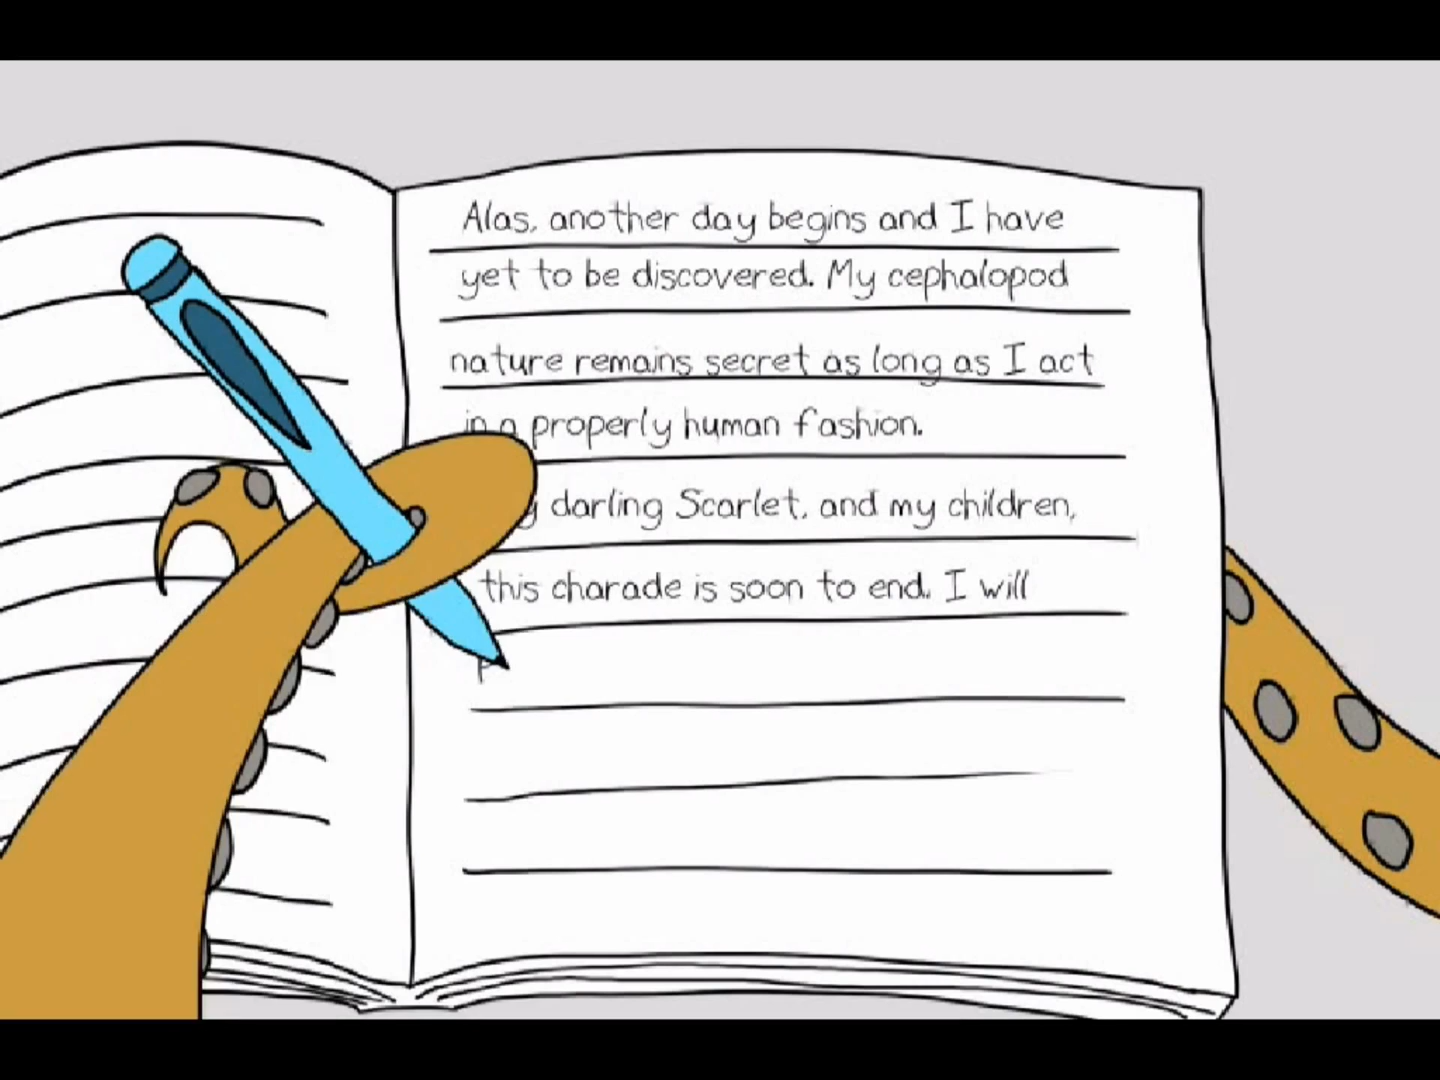 Alas, another day begins and I have
yet to be discovered. My cephalopod
nature remains secret as long as I act
in a properly human fashion.
darling Scarlet, and my children,
this charade is soon to end. I will